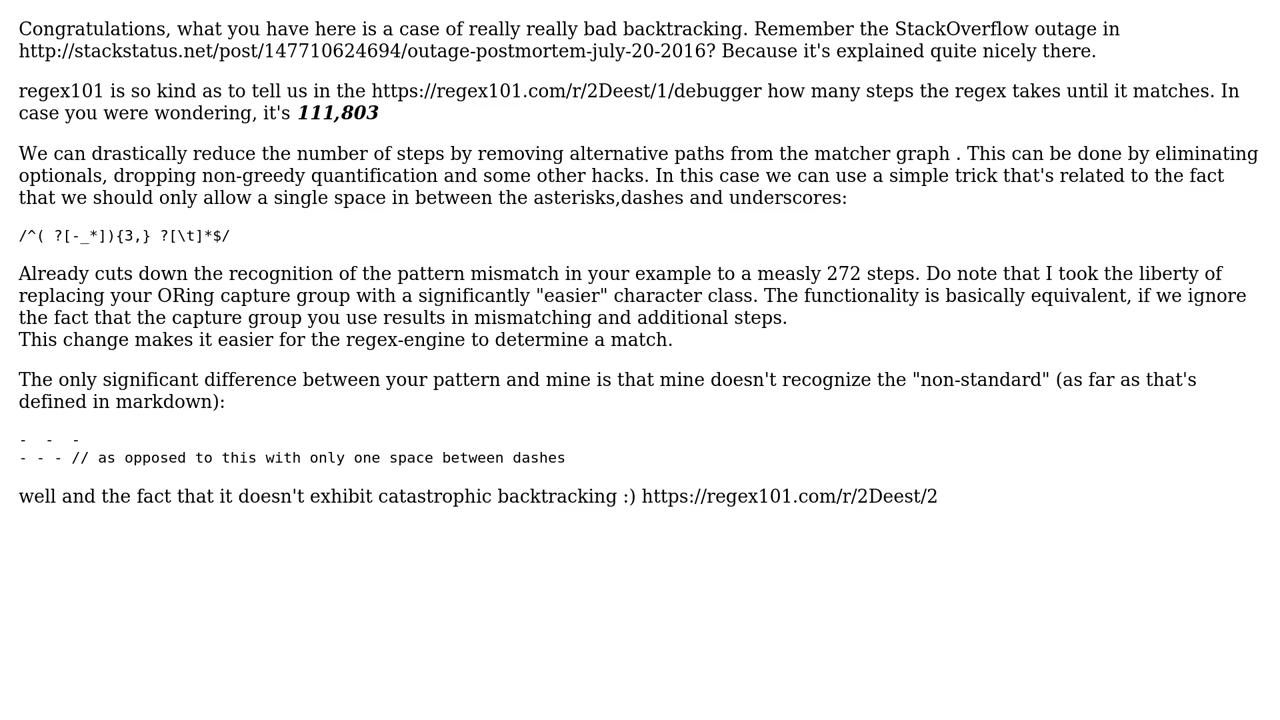 Congratulations, what you have here is a case of really really bad backtracking. Remember the StackOverflow outage in
http://stackstatus.net/post/147710624694/outage-postmortem-july-20-2016? Because it's explained quite nicely there.
regex101 is so kind as to tell us in the https://regex101.com/r/2Deest/1/debugger how many steps the regex takes until it matches. In
case you were wondering, it's 111,803
We can drastically reduce the number of steps by removing alternative paths from the matcher graph . This can be done by eliminating
optionals, dropping non-greedy quantification and some other hacks. In this case we can use a simple trick that's related to the fact
that we should only allow a single space in between the asterisks,dashes and underscores:
/^( ?[-_*]){3,} ?[\t]*$/
Already cuts down the recognition of the pattern mismatch in your example to a measly 272 steps. Do note that I took the liberty of
replacing your ORing capture group with a significantly "easier" character class. The functionality is basically equivalent, if we ignore
the fact that the capture group you use results in mismatching and additional steps.
This change makes it easier for the regex-engine to determine a match.
The only significant difference between your pattern and mine is that mine doesn't recognize the "non-standard" (as far as that's
defined in markdown):
-  -  -
- - - // as opposed to this with only one space between dashes
well and the fact that it doesn't exhibit catastrophic backtracking :) https://regex101.com/r/2Deest/2